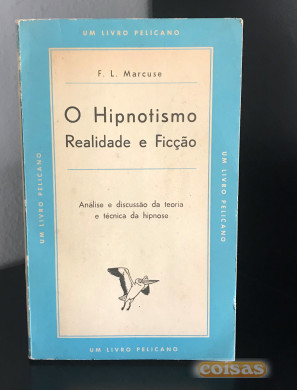 UM LIVRO PELICANO
F. L. Marcuse
O Hipnotismo
Realidade e Ficção
UM LIVRO PELICANO
UM LIVRO PELICANO
Análise e discussão da teoria
e técnica da hipnose
UM LIVRO PELICANO
coisas